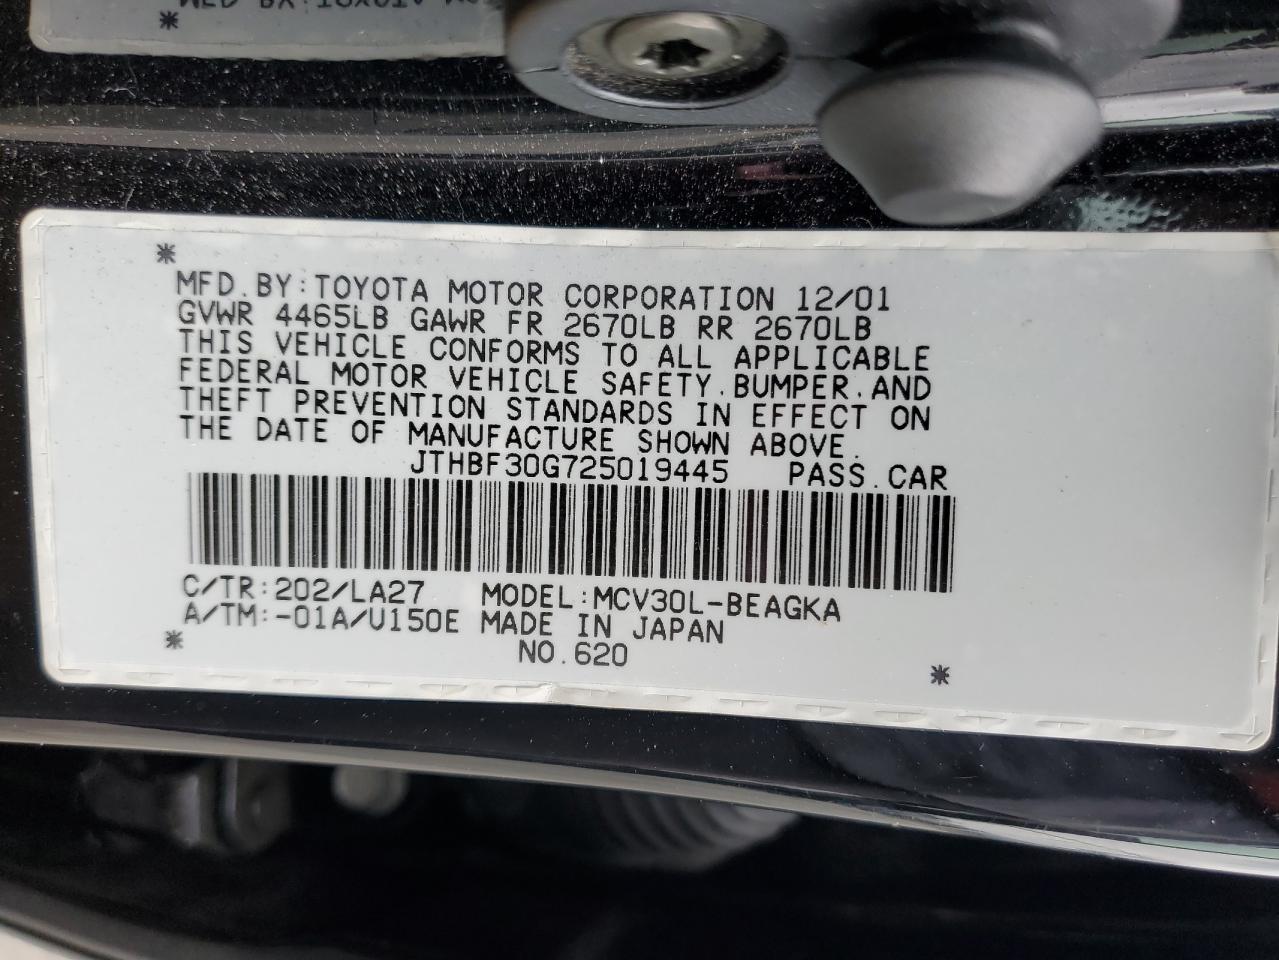 *
MFD.BY:TOYOTA MOTOR CORPORATION 12/01
GVWR 4465LB GAWR FR 2670LB RR 2670LB
THIS VEHICLE CONFORMS TO ALL APPLICABLE
FEDERAL MOTOR VEHICLE SAFETY.BUMPER.AND
THEFT PREVENTION STANDARDS IN EFFECT ON
THE DATE OF MANUFACTURE SHOWN ABOVE.
JTHBF30G725019445 PASS.CAR
C/TR:202/LA27 MODEL:MCV30L-BEAGKA
A/TM:-01A/U150E MADE IN JAPAN
* NO.620 *